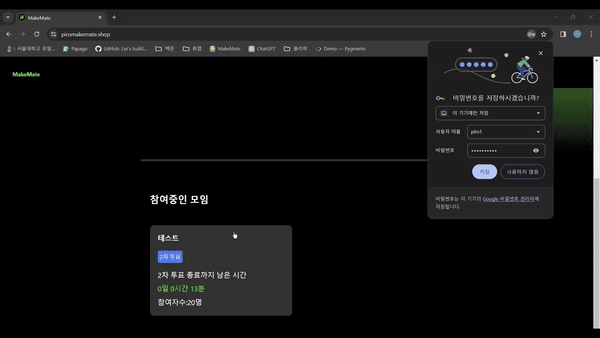 MakeMate
piromakermate.shop
서울대학교 포털...
Papago
GitHub: Let's build...
백준
유캠
MakeMate
ChatGPT
물리학
Demo — Pygments
MakeMate
비밀번호를 저장하시겠습니까?
이 기기에만 저장
사용자 이름
piro1
비밀번호
••••••••••
저장
사용하지 않음
비밀번호는 이 기기의 Google 비밀번호 관리자에
저장됩니다.
참여중인 모임
테스트
2차 투표
2차 투표 종료까지 남은 시간
0일 0시간 13분
참여자수:20명